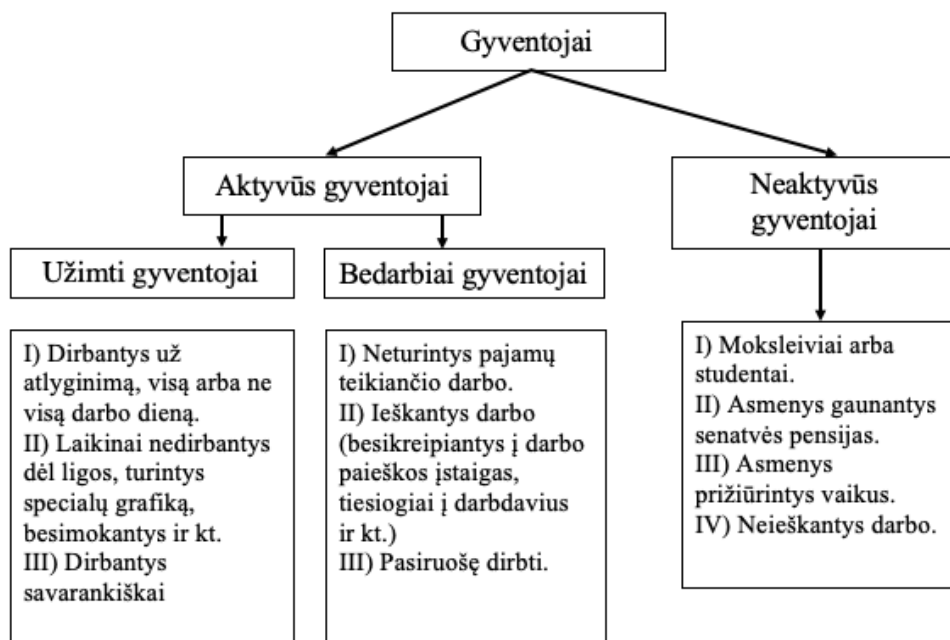 Gyventojai
Aktyvūs gyventojai
Neaktyvūs
gyventojai
Užimti gyventojai
Bedarbiai gyventojai
I) Dirbantys už
atlyginimą, visą arba ne
visą darbo dieną.
II) Laikinai nedirbantys
dėl ligos, turintys
specialų grafiką,
besimokantys ir kt.
III) Dirbantys
savarankiškai
I) Neturintys pajamų
teikiančio darbo.
II) Ieškantys darbo
(besikreipiantys į darbo
paieškos įstaigas,
tiesiogiai į darbdavius
ir kt.)
III) Pasiruošę dirbti.
I) Moksleiviai arba
studentai.
II) Asmenys gaunantys
senatvės pensijas.
III) Asmenys
prižiūrintys vaikus.
IV) Neieškantys darbo.